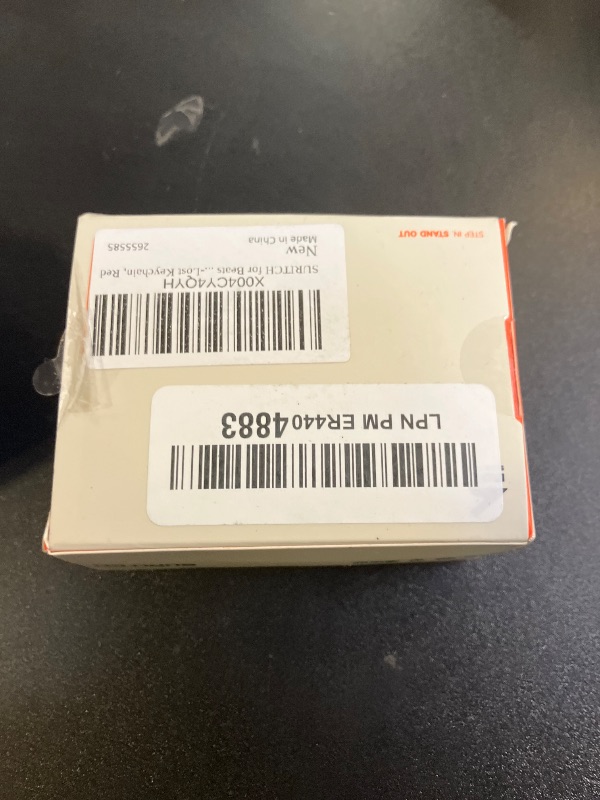 LPN PM ER4404883
X004CY4QYH
SURITCH for Beats ...-Lost Keychain, Red
New
Made in China
2655585
STEP IN. STAND OUT